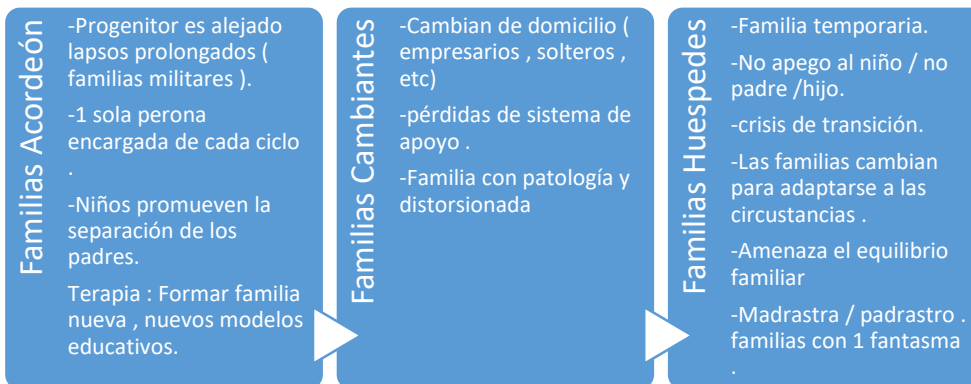 Familias Acordeón
-Progenitor es alejado
lapsos prolongados (
familias militares ).
-1 sola perona
encargada de cada ciclo
.
-Niños promueven la
separación de los
padres.
Terapia : Formar familia
nueva , nuevos modelos
educativos.
Familias Cambiantes
-Cambian de domicilio (
empresarios , solteros ,
etc)
-pérdidas de sistema de
apoyo .
-Familia con patología y
distorsionada
Familias Huespedes
-Familia temporaria.
-No apego al niño / no
padre /hijo.
-crisis de transición.
-Las familias cambian
para adaptarse a las
circustancias .
-Amenaza el equilibrio
familiar
-Madrastra / padrastro .
familias con 1 fantasma
.